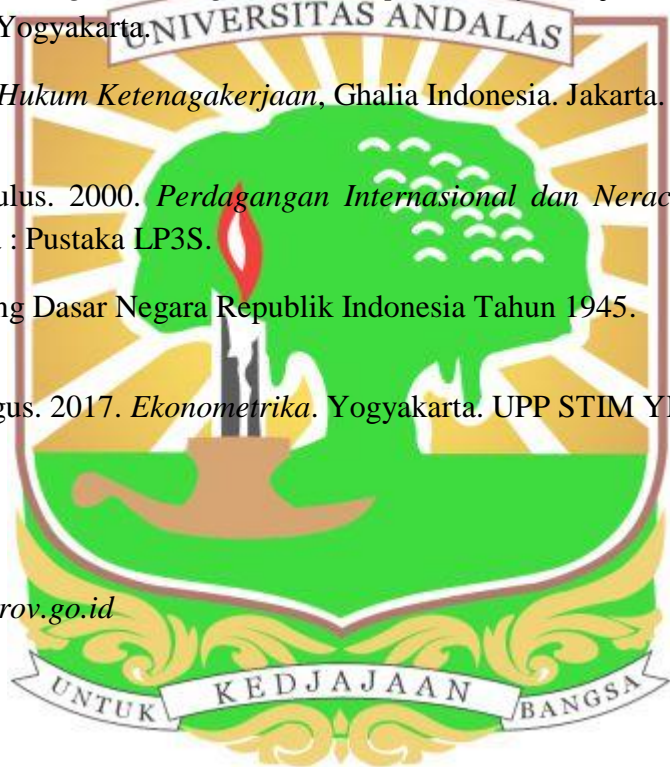 UNIVERSITAS ANDALAS
Yogyakarta.
Hukum Ketenagakerjaan, Ghalia Indonesia. Jakarta.
ulus. 2000. Perdagangan Internasional dan Nerac
: Pustaka LP3S.
ng Dasar Negara Republik Indonesia Tahun 1945.
gus. 2017. Ekonometrika. Yogyakarta. UPP STIM Y
rov.go.id
UNTUK KEDJAJAAN BANGSA